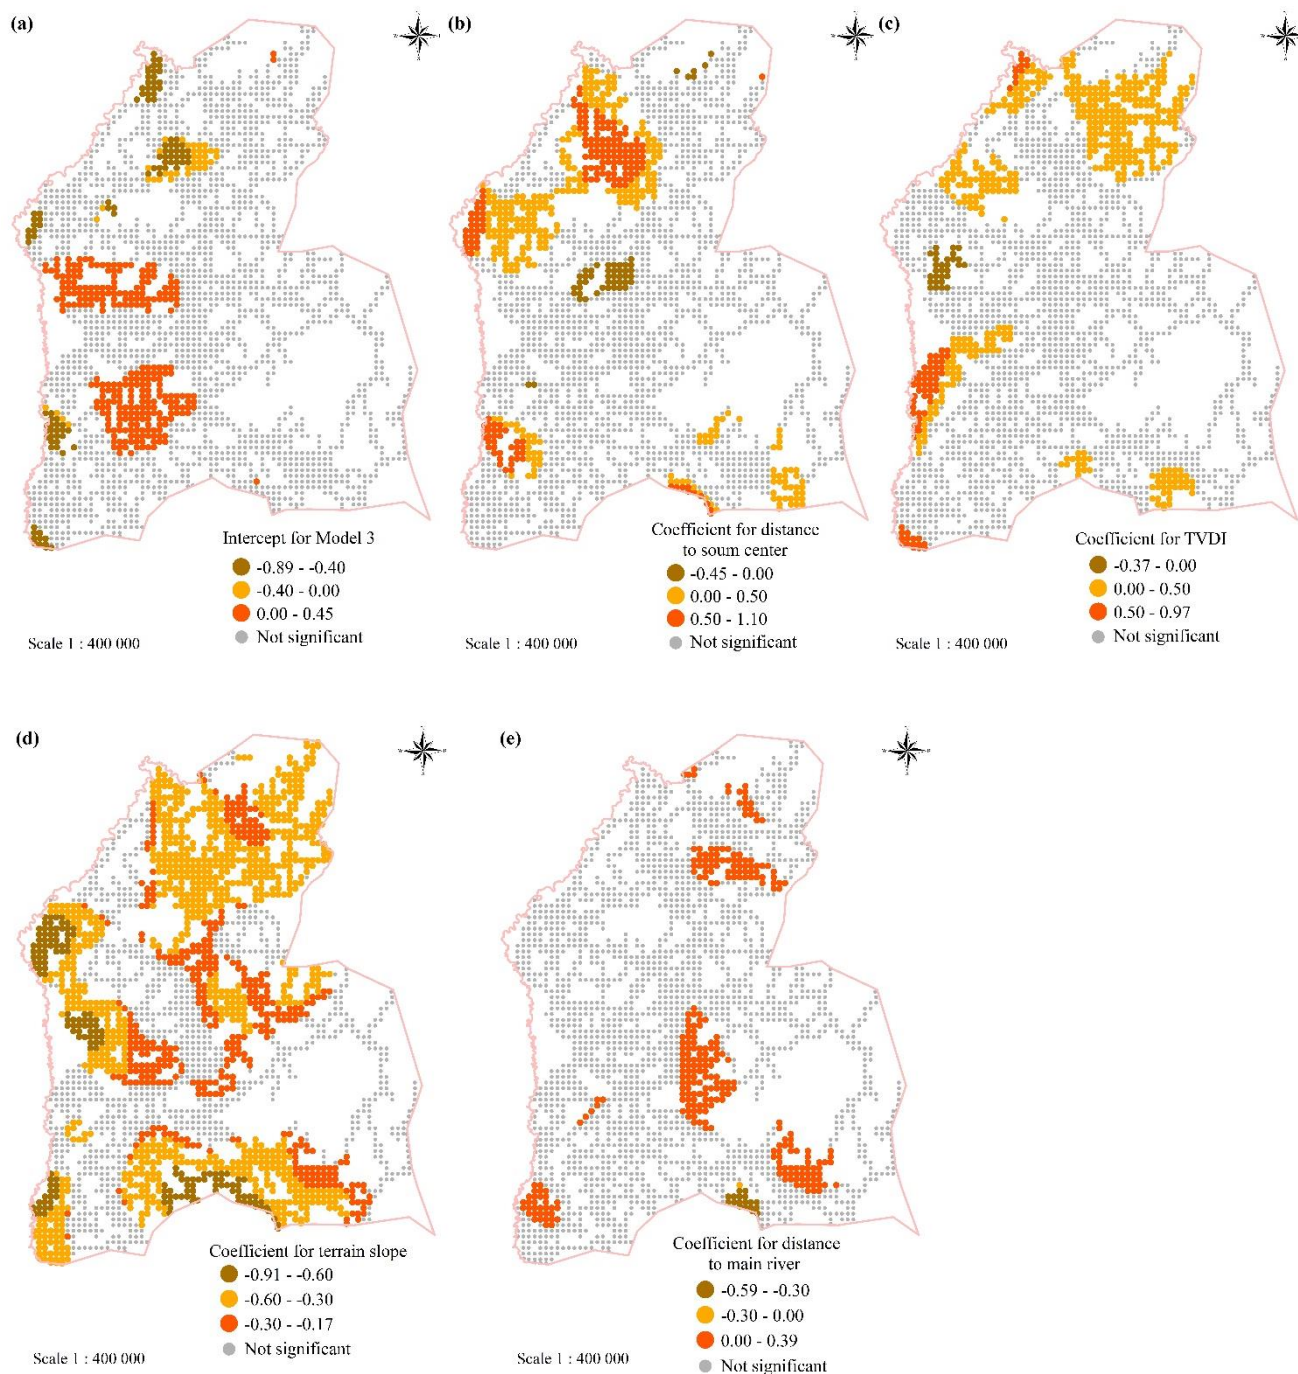 (a)
Intercept for Model 3
-0.89 - -0.40
-0.40 - 0.00
0.00 - 0.45
Not significant
Scale 1 : 400 000
(b)
Coefficient for distance
to soum center
-0.45 - 0.00
0.00 - 0.50
0.50 - 1.10
Not significant
Scale 1 : 400 000
(c)
Coefficient for TVDI
-0.37 - 0.00
0.00 - 0.50
0.50 - 0.97
Not significant
Scale 1 : 400 000
(d)
Coefficient for terrain slope
-0.91 - -0.60
-0.60 - -0.30
-0.30 - -0.17
Not significant
Scale 1 : 400 000
(e)
Coefficient for distance
to main river
-0.59 - -0.30
-0.30 - 0.00
0.00 - 0.39
Not significant
Scale 1 : 400 000